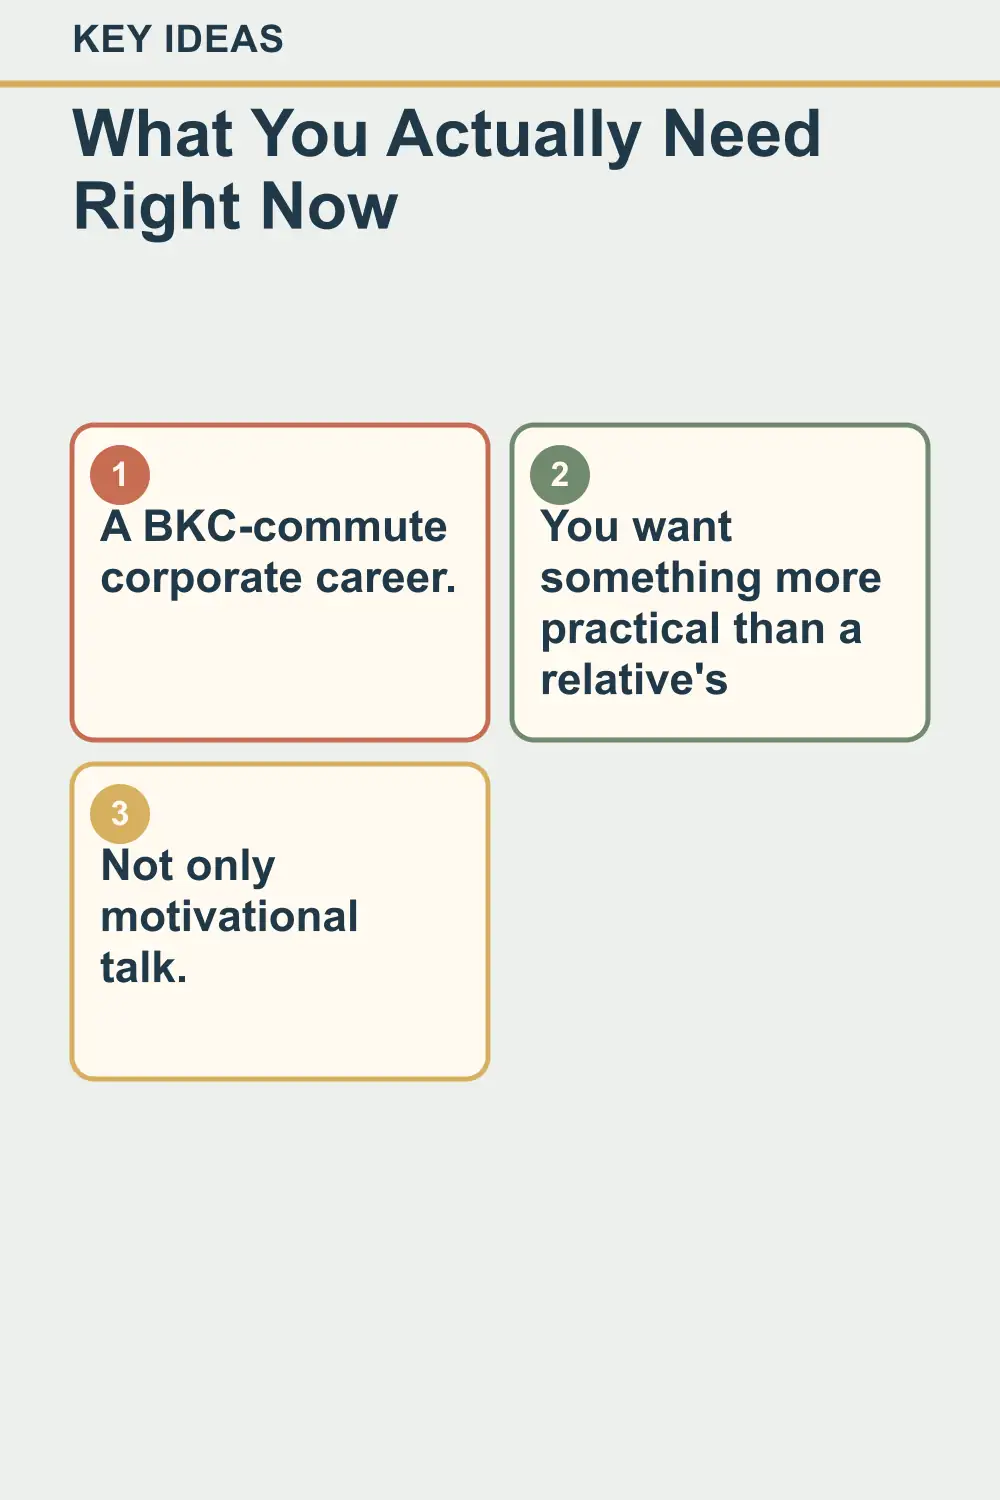 KEY IDEAS
What You Actually Need
Right Now
1
A BKC-commute
corporate career.
2
You want
something more
practical than a
relative's
3
Not only
motivational
talk.